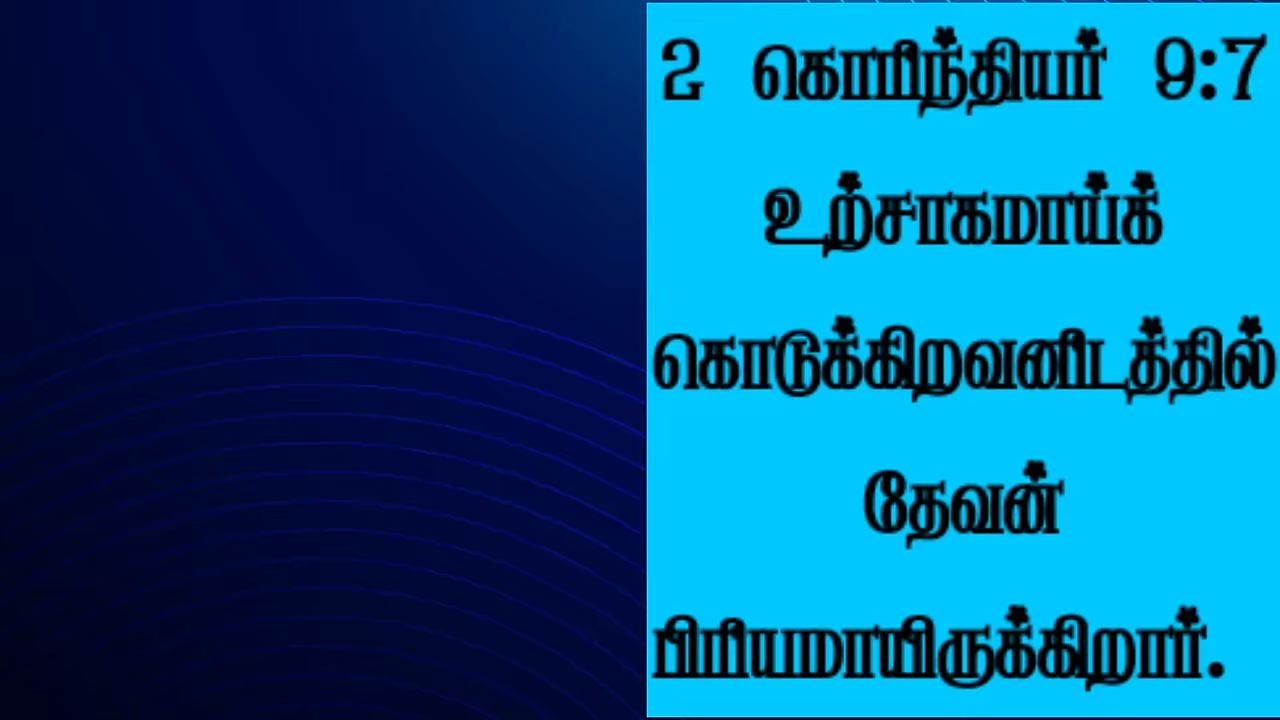 2 கொரிந்தியர் 9:7
உற்சாகமாய்க்
கொடுக்கிறவனிடத்தில்
தேவன்
பிரியமாயிருக்கிறார்.